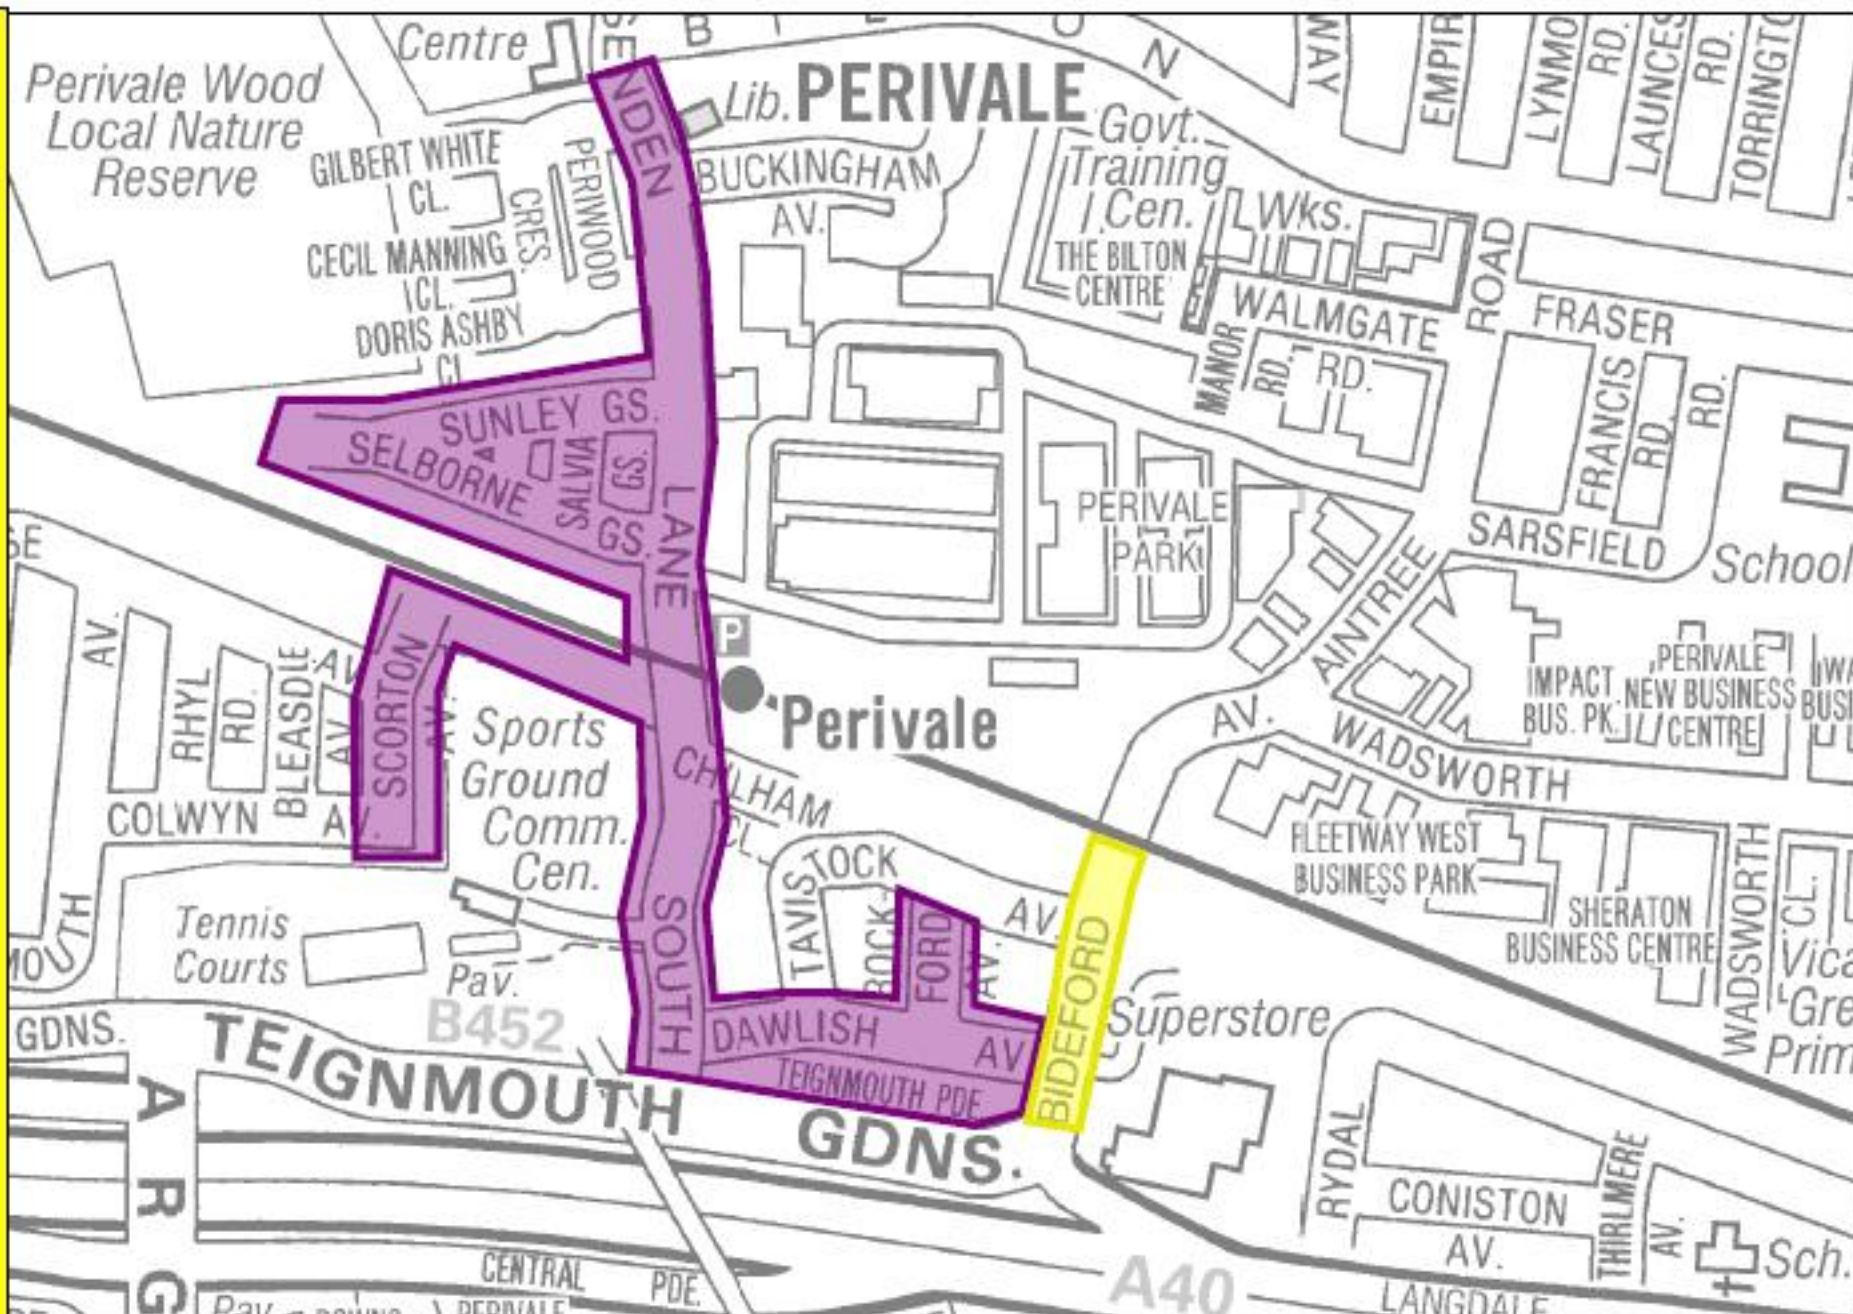 Centre
B
O
N
WAY
LYNMO
RD.
LAUNCES
RD.
Perivale Wood
Local Nature
Reserve
NDEN
Lib.
PERIVALE
Govt.
Training
Cen.
GILBERT WHITE
CL.
CRES.
PERIWOOD
BUCKINGHAM
AV.
Wks.
CECIL MANNING
CL.
THE BILTON
CENTRE
DORIS ASHBY
WALMGATE
RD.
MANOR
RD.
ROAD
FRASER
RD.
FRANCIS
RD.
SUNLEY GS.
SELBORNE
SALVIA
GS.
GS.
LANE
PERIVALE
PARK
SARSFIELD
School
AINTREE
AV.
P
Perivale
IMPACT
BUS. PK.
PERIVALE
NEW BUSINESS
CENTRE
BUSI
WADSWORTH
AV.
RHYL
RD.
BLEASDLE
AV.
SCORTON
AV.
Sports
Ground
Comm.
Cen.
CHILHAM
CL.
COLWYN
AV.
FLEETWAY WEST
BUSINESS PARK
SHERATON
BUSINESS CENTRE
WADSWORTH
CL.
TAVISTOCK
AV.
ROCK-
FORD
AV.
BIDEFORD
Superstore
Tennis
Courts
Pav.
SOUTH
DAWLISH
AV
TEIGNMOUTH PDE.
GDNS.
B452
TEIGNMOUTH
GDNS.
A
R
G
Prim
RYDAL
CONISTON
AV.
THIRLMERE
AV.
Sch.
CENTRAL
PDE.
A40
LANGDALE
PERIVALE